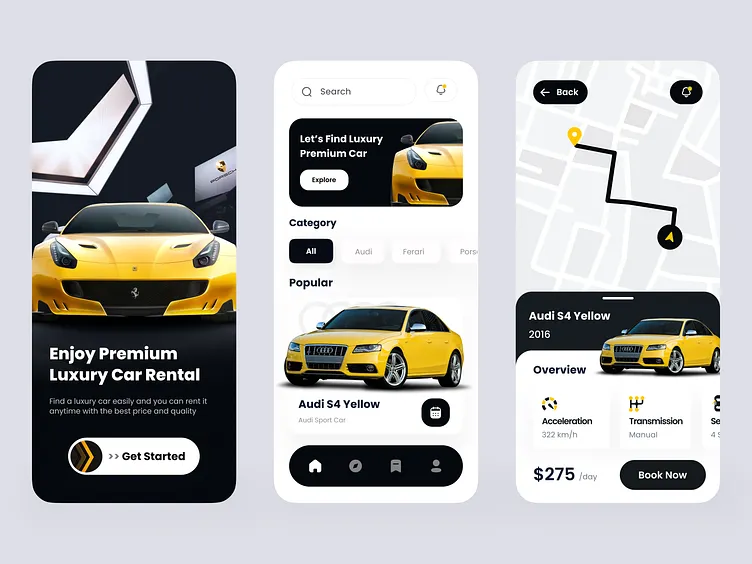 PORSCHE
Enjoy Premium
Luxury Car Rental
Find a luxury car easily and you can rent it
anytime with the best price and quality
>> Get Started
Search
Let's Find Luxury
Premium Car
Explore
Category
All
Audi
Ferari
Pors
Popular
Audi S4 Yellow
Audi Sport Car
Back
Audi S4 Yellow
2016
Overview
Acceleration
322 km/h
Transmission
Manual
Se
4 S
$275 /day
Book Now